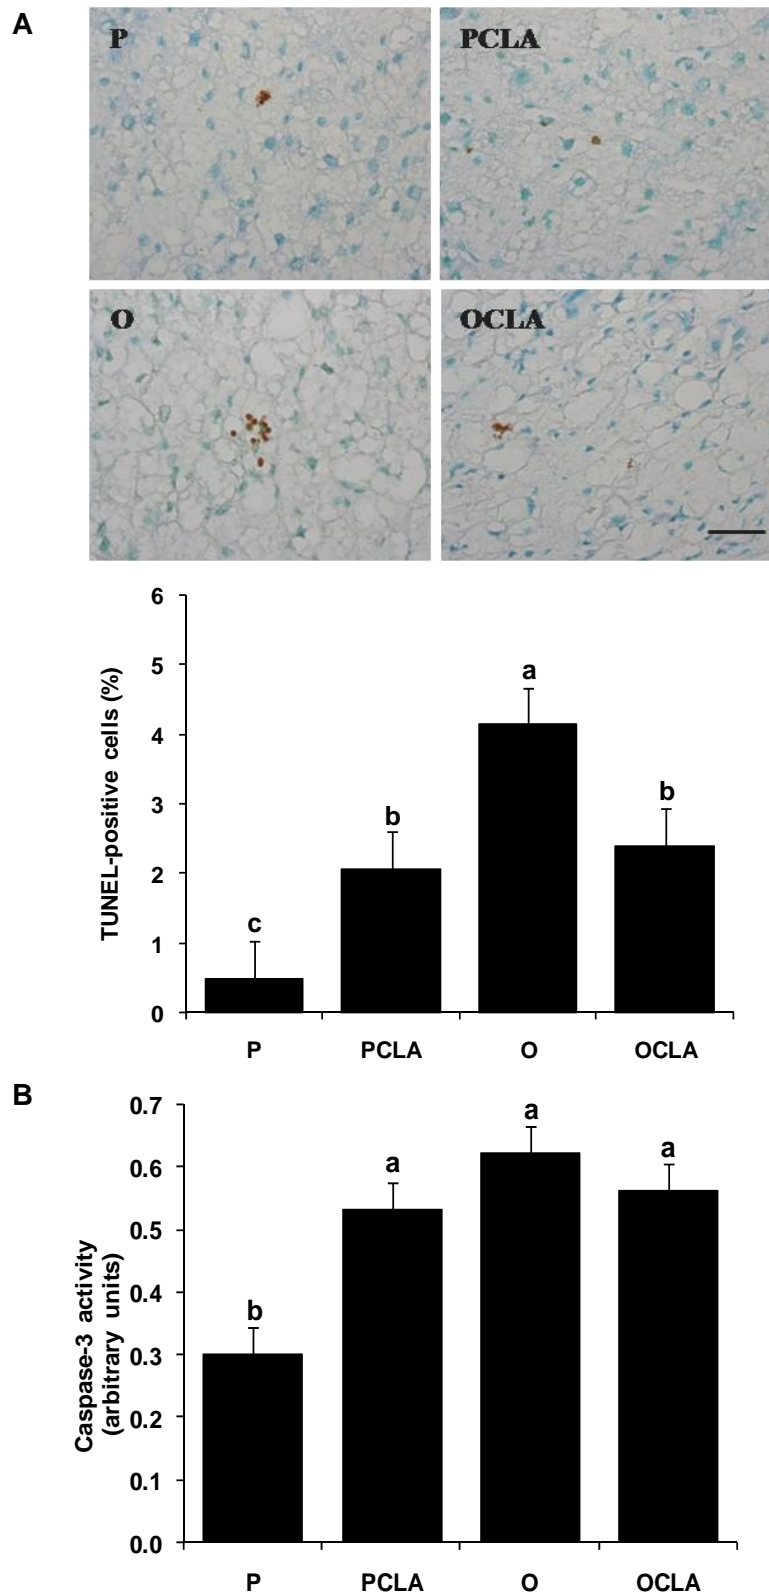 A
P
PCLA
O
OCLA
6
5
4
3
2
1
0
TUNEL-positive cells (%)
c
b
a
b
P
PCLA
O
OCLA
B
0.7
0.6
0.5
0.4
0.3
0.2
0.1
0.0
Caspase-3 activity
(arbitrary units)
b
a
a
a
P
PCLA
O
OCLA